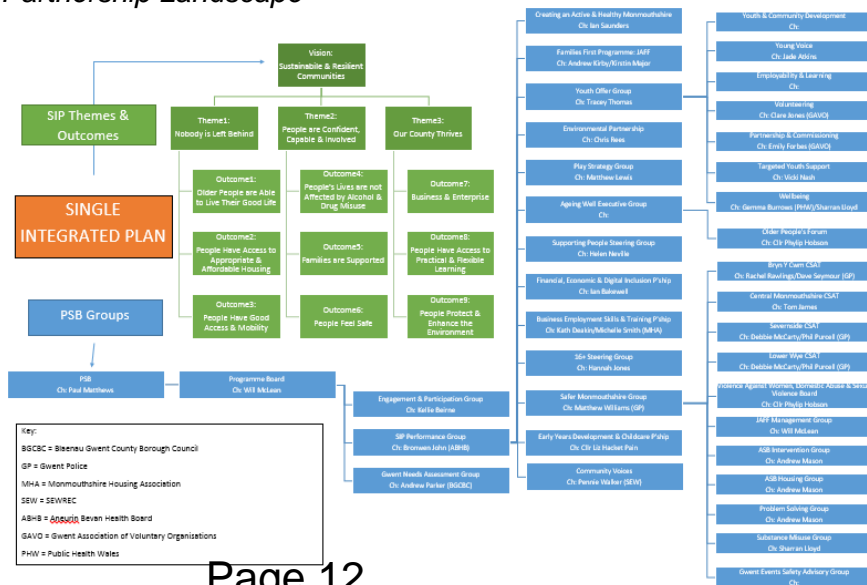 Partnership Landscape
Vision:
Sustainabile & Resilient
Communities
SIP Themes &
Outcomes
Theme1:
Nobody is Left Behind
Theme2:
People are Confident,
Capable & Involved
Theme3:
Our County Thrives
SINGLE
INTEGRATED PLAN
Outcome1:
Older People are Able
to Live Their Good Life
Outcome4:
People's Lives are not
Affected by Alcohol &
Drug Misuse
Outcome7:
Business & Enterprise
Outcome2:
People Have Access to
Appropriate &
Affordable Housing
Outcome5:
Families are Supported
Outcome8:
People Have Access to
Practical & Flexible
Learning
Outcome3:
People Have Good
Access & Mobility
Outcome6:
People Feel Safe
Outcome9:
People Protect &
Enhance the
Environment
PSB Groups
PSB
Ch: Paul Matthews
Programme Board
Ch: Will McLean
Engagement & Participation Group
Ch: Kellie Beirne
SIP Performance Group
Ch: Bronwen John (ABHB)
Gwent Needs Assessment Group
Ch: Andrew Parker (BGCBC)
Creating an Active & Healthy Monmouthshire
Ch: Ian Saunders
Families First Programme: JAFF
Ch: Andrew Kirby/Kirstin Major
Youth Offer Group
Ch: Tracey Thomas
Environmental Partnership
Ch: Chris Rees
Play Strategy Group
Ch: Matthew Lewis
Ageing Well Executive Group
Ch:
Supporting People Steering Group
Ch: Helen Neville
Financial, Economic & Digital Inclusion P'ship
Ch: Ian Bakewell
Business Employment Skills & Training P'ship
Ch: Kath Deakin/Michelle Smith (MHA)
16+ Steering Group
Ch: Hannah Jones
Safer Monmouthshire Group
Ch: Matthew Williams (GP)
Early Years Development & Childcare P'ship
Ch: Cllr Liz Hacket Pain
Community Voices
Ch: Pennie Walker (SEW)
Youth & Community Development
Ch:
Young Voice
Ch: Jade Atkins
Employability & Learning
Ch:
Volunteering
Ch: Clare Jones (GAVO)
Partnership & Commissioning
Ch: Emily Forbes (GAVO)
Targeted Youth Support
Ch: Vicki Nash
Wellbeing
Ch: Gemma Burrows (PHW)/Sharran Lloyd
Older People's Forum
Ch: Cllr Phylip Hobson
Bryn Y Cwm CSAT
Ch: Rachel Rawlings/Dave Seymour (GP)
Central Monmouthshire CSAT
Ch: Tom James
Severnside CSAT
Ch: Debbie McCarty/Phil Purcell (GP)
Lower Wye CSAT
Ch: Debbie McCarty/Phil Purcell (GP)
Violence Against Women, Domestic Abuse &
Violence Board
Ch: Cllr Phylip Hobson
JAFF Management Group
Ch: Will McLean
ASB Intervention Group
Ch: Andrew Mason
ASB Housing Group
Ch: Andrew Mason
Problem Solving Group
Ch: Andrew Mason
Substance Misuse Group
Ch: Sharran Lloyd
Gwent Events Safety Advisory Group
Ch:
Key:
BGCBC = Blaenau Gwent County Borough Council
GP = Gwent Police
MHA = Monmouthshire Housing Association
SEW = SEWREC
ABHB = Aneurin Bevan Health Board
GAVO = Gwent Association of Voluntary Organisations
PHW = Public Health Wales
Page 12